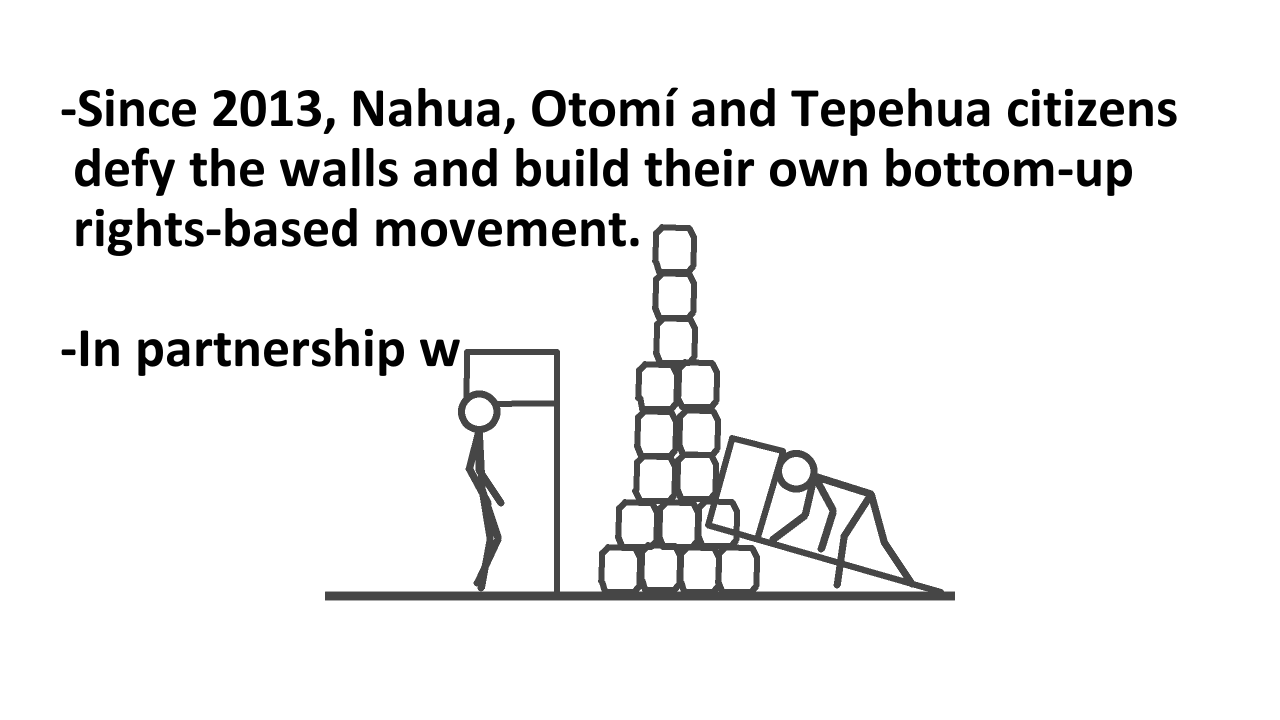 -Since 2013, Nahua, Otomí and Tepehua citizens
defy the walls and build their own bottom-up
rights-based movement.
-In partnership w